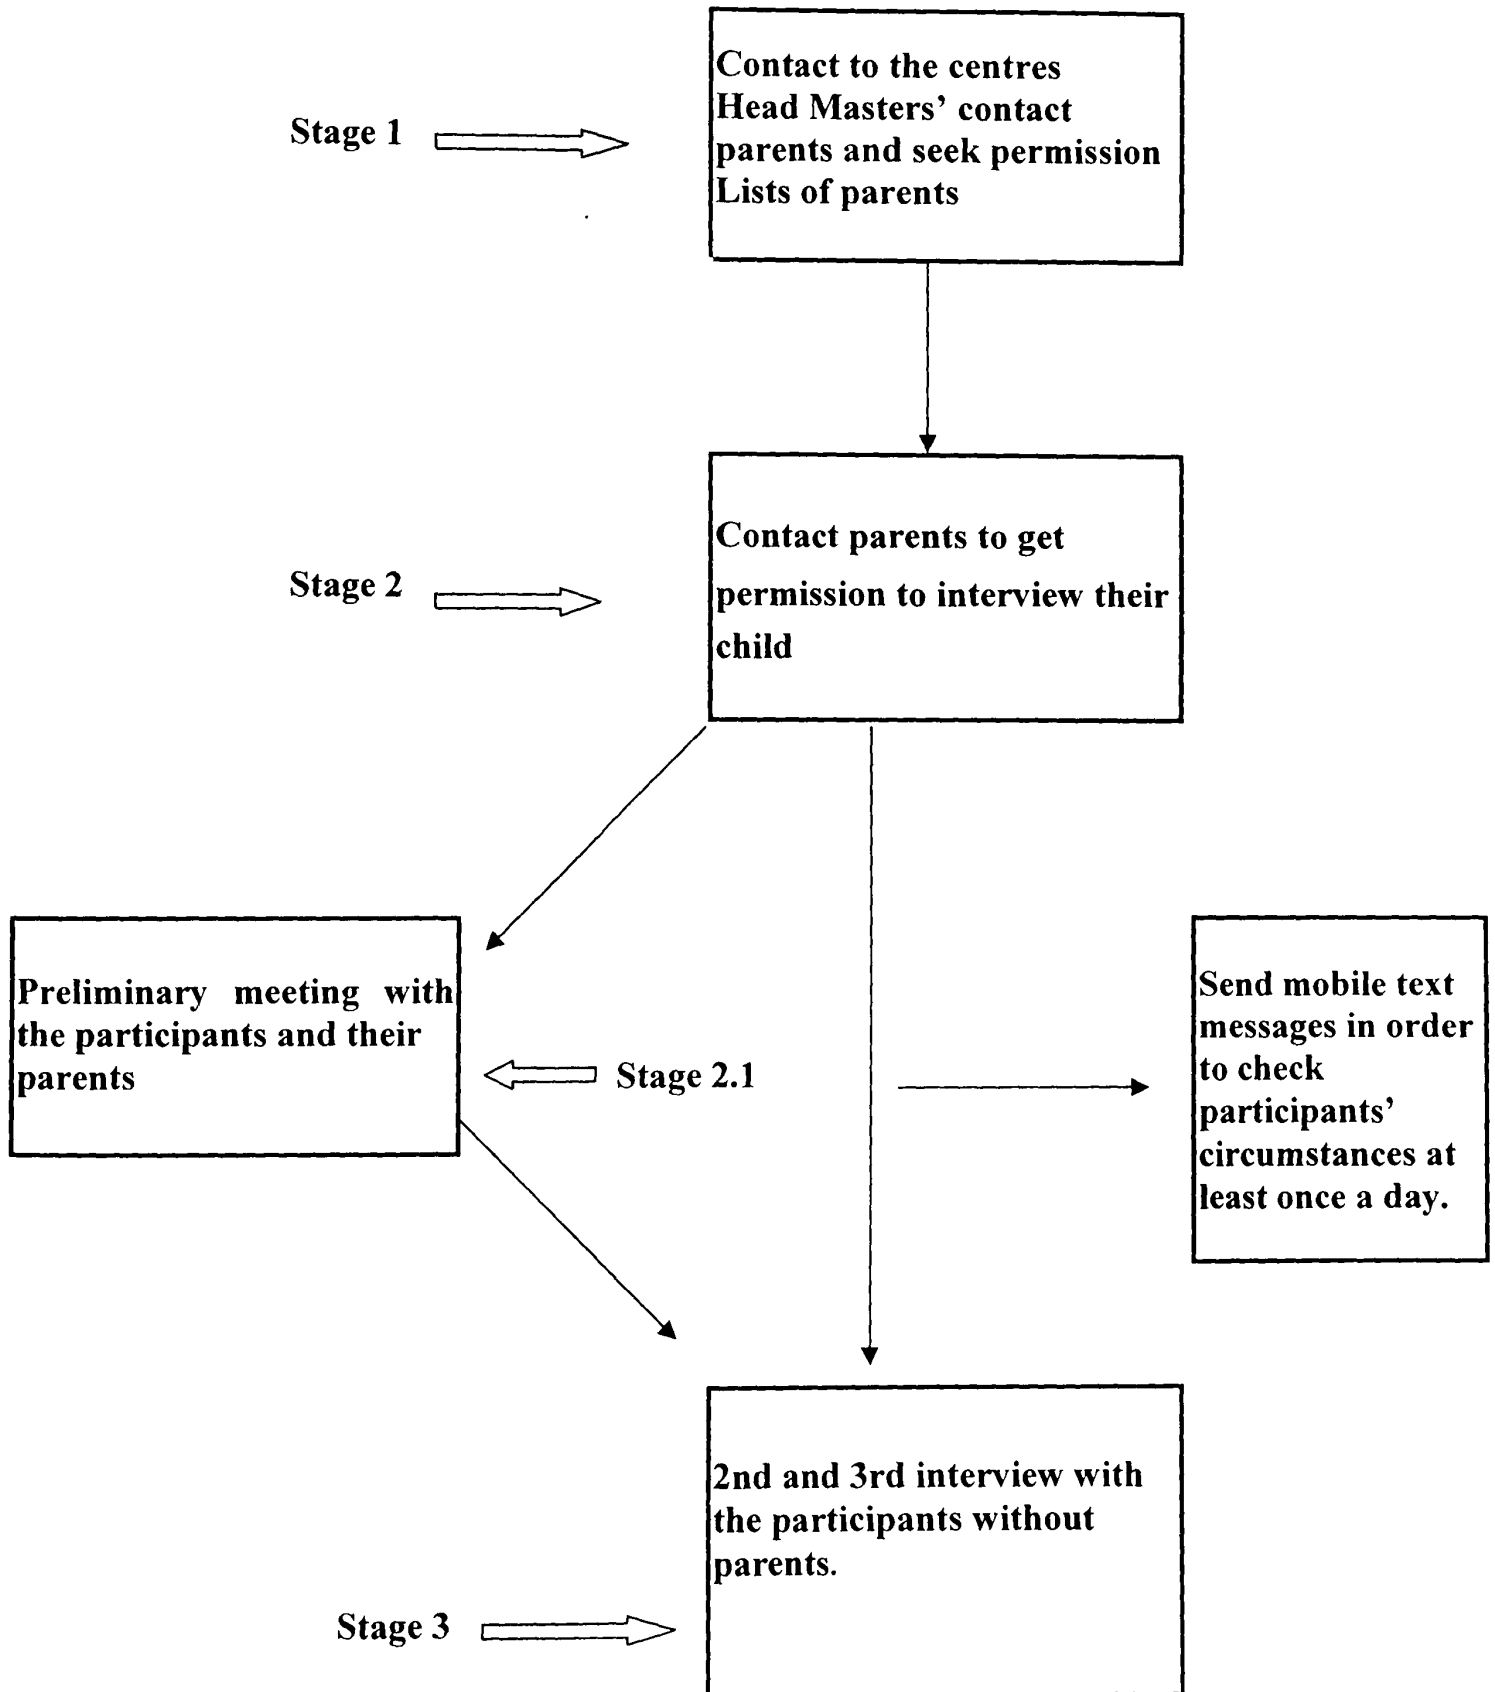 Stage 1
Contact to the centres
Head Masters’ contact
parents and seek permission
Lists of parents
Stage 2
Contact parents to get
permission to interview their
child
Preliminary meeting with
the participants and their
parents
Stage 2.1
Send mobile text
messages in order
to check
participants’
circumstances at
least once a day.
2nd and 3rd interview with
the participants without
parents.
Stage 3